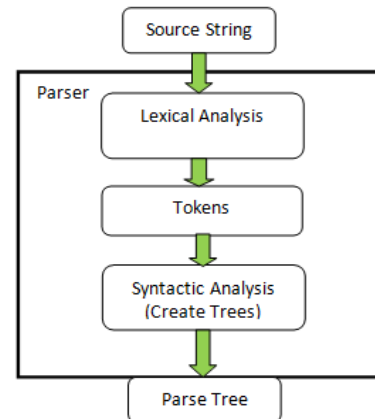 Source String
Parser
Lexical Analysis
Tokens
Syntactic Analysis
(Create Trees)
Parse Tree